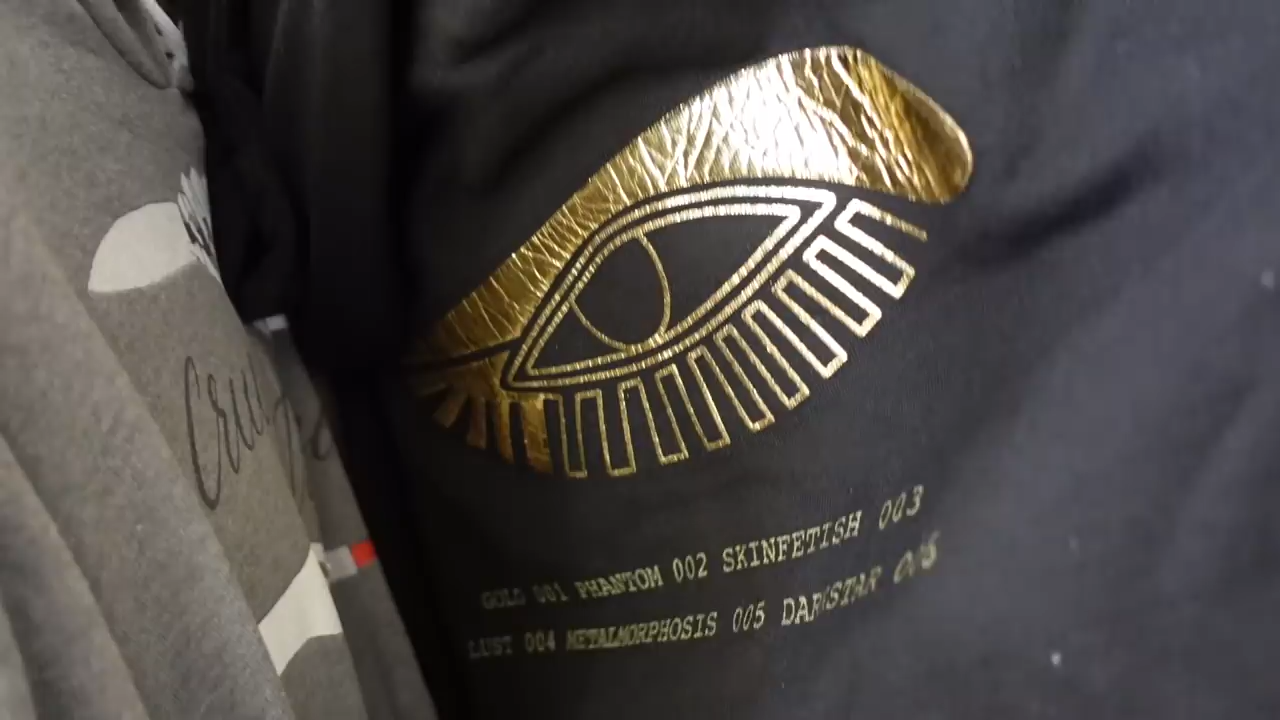 GOLD 001 PHANTOM 002 SKINFETISH 003
LUST 004 METALMORPHOSIS 005 DARKSTAR 006